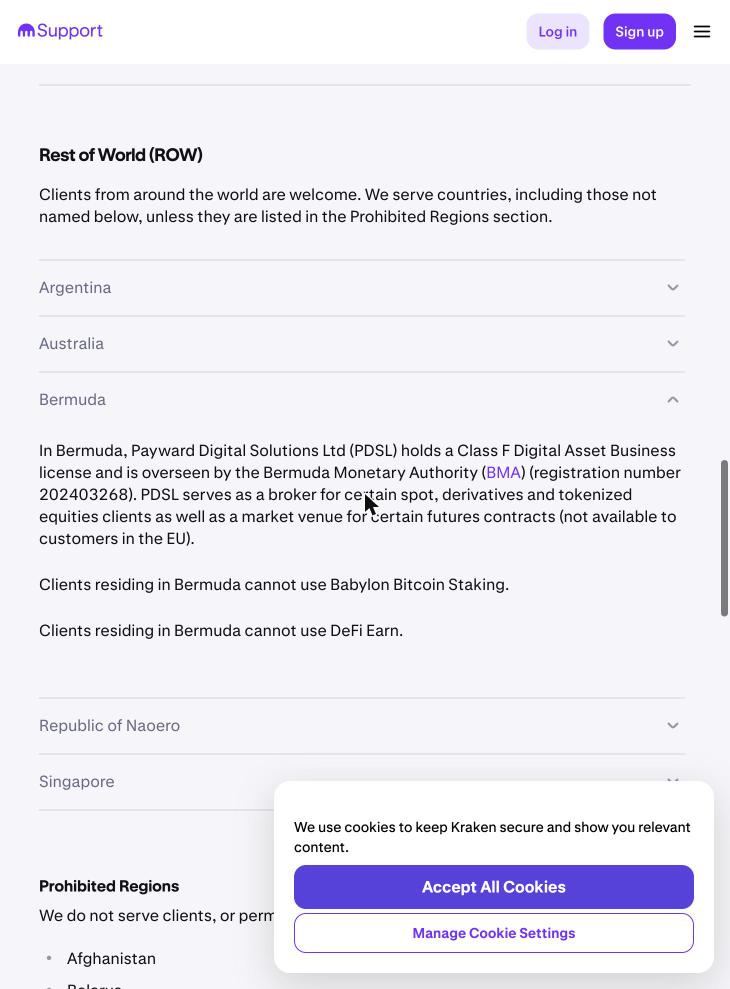 Support
Log in
Sign up
Rest of World (ROW)
Clients from around the world are welcome. We serve countries, including those not
named below, unless they are listed in the Prohibited Regions section.
Argentina
Australia
Bermuda
In Bermuda, Payward Digital Solutions Ltd (PDSL) holds a Class F Digital Asset Business
license and is overseen by the Bermuda Monetary Authority (BMA) (registration number
202403268). PDSL serves as a broker for certain spot, derivatives and tokenized
equities clients as well as a market venue for certain futures contracts (not available to
customers in the EU).
Clients residing in Bermuda cannot use Babylon Bitcoin Staking.
Clients residing in Bermuda cannot use DeFi Earn.
Republic of Naoero
Singapore
We use cookies to keep Kraken secure and show you relevant
content.
Accept All Cookies
Manage Cookie Settings
Prohibited Regions
We do not serve clients, or
Afghanistan